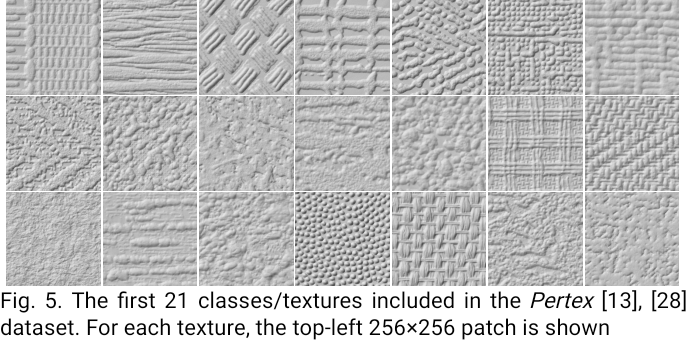 Fig. 5. The first 21 classes/textures included in the Pertex [13], [28]
dataset. For each texture, the top-left 256×256 patch is shown